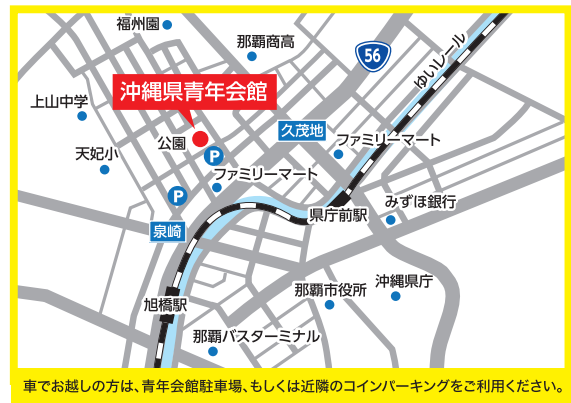 福州園
那覇商高
56
ゆいレール
沖縄県青年会館
上山中学
公園
久茂地
ファミリーマート
天妃小
P
ファミリーマート
P
みずほ銀行
県庁前駅
泉崎
旭橋駅
那覇市役所
沖縄県庁
那覇バスターミナル
車でお越しの方は、青年会館駐車場、もしくは近隣のコインパーキングをご利用ください。